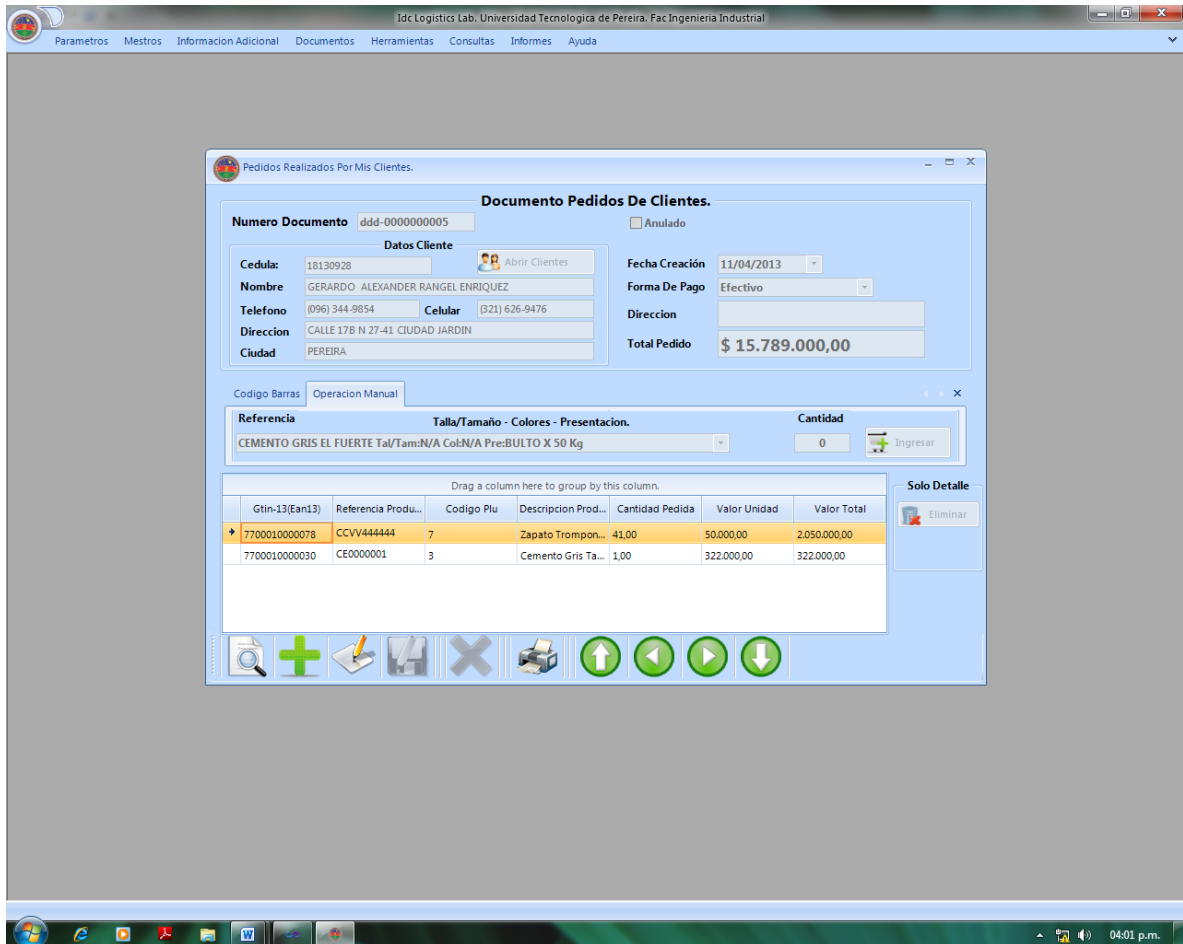 Idc Logistics Lab. Universidad Tecnologica de Pereira. Fac Ingenieria Industrial
Parametros Mestros Informacion Adicional Documentos Herramientas Consultas Informes Ayuda
Pedidos Realizados Por Mis Clientes.
Documento Pedidos De Clientes.
Numero Documento ddd-0000000005 Anulado
Datos Cliente
Cedula: 18130928 Abrir Clientes Fecha Creación 11/04/2013
Nombre GERARDO ALEXANDER RANGEL ENRIQUEZ Forma De Pago Efectivo
Telefono (096) 344-9854 Celular (321) 626-9476 Direccion
Direccion CALLE 17B N 27-41 CIUDAD JARDIN
Ciudad PEREIRA Total Pedido $ 15.789.000,00
Codigo Barras Operacion Manual
Referencia Talla/Tamaño - Colores - Presentacion. Cantidad
CEMENTO GRIS EL FUERTE Tal/Tam:N/A Col:N/A Pre:BULTO X 50 Kg 0 Ingresar
Drag a column here to group by this column. Solo Detalle
Gtin-13(Ean13) Referencia Produ... Codigo Plu Descripcion Prod... Cantidad Pedida Valor Unidad Valor Total Eliminar
7700010000078 CCVV444444 7 Zapato Trompon... 41,00 50.000,00 2.050.000,00
7700010000030 CE0000001 3 Cemento Gris Ta... 1,00 322.000,00 322.000,00
04:01 p.m.